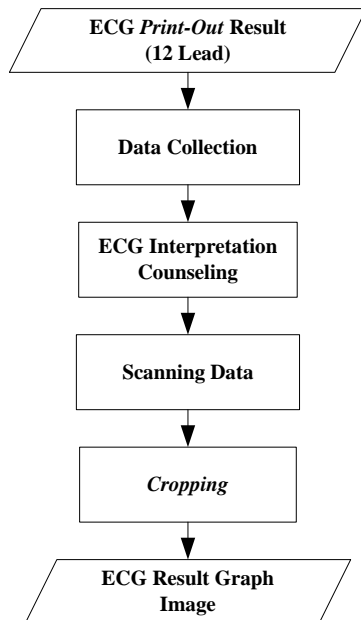 ECG Print-Out Result
(12 Lead)
Data Collection
ECG Interpretation
Counseling
Scanning Data
Cropping
ECG Result Graph
Image